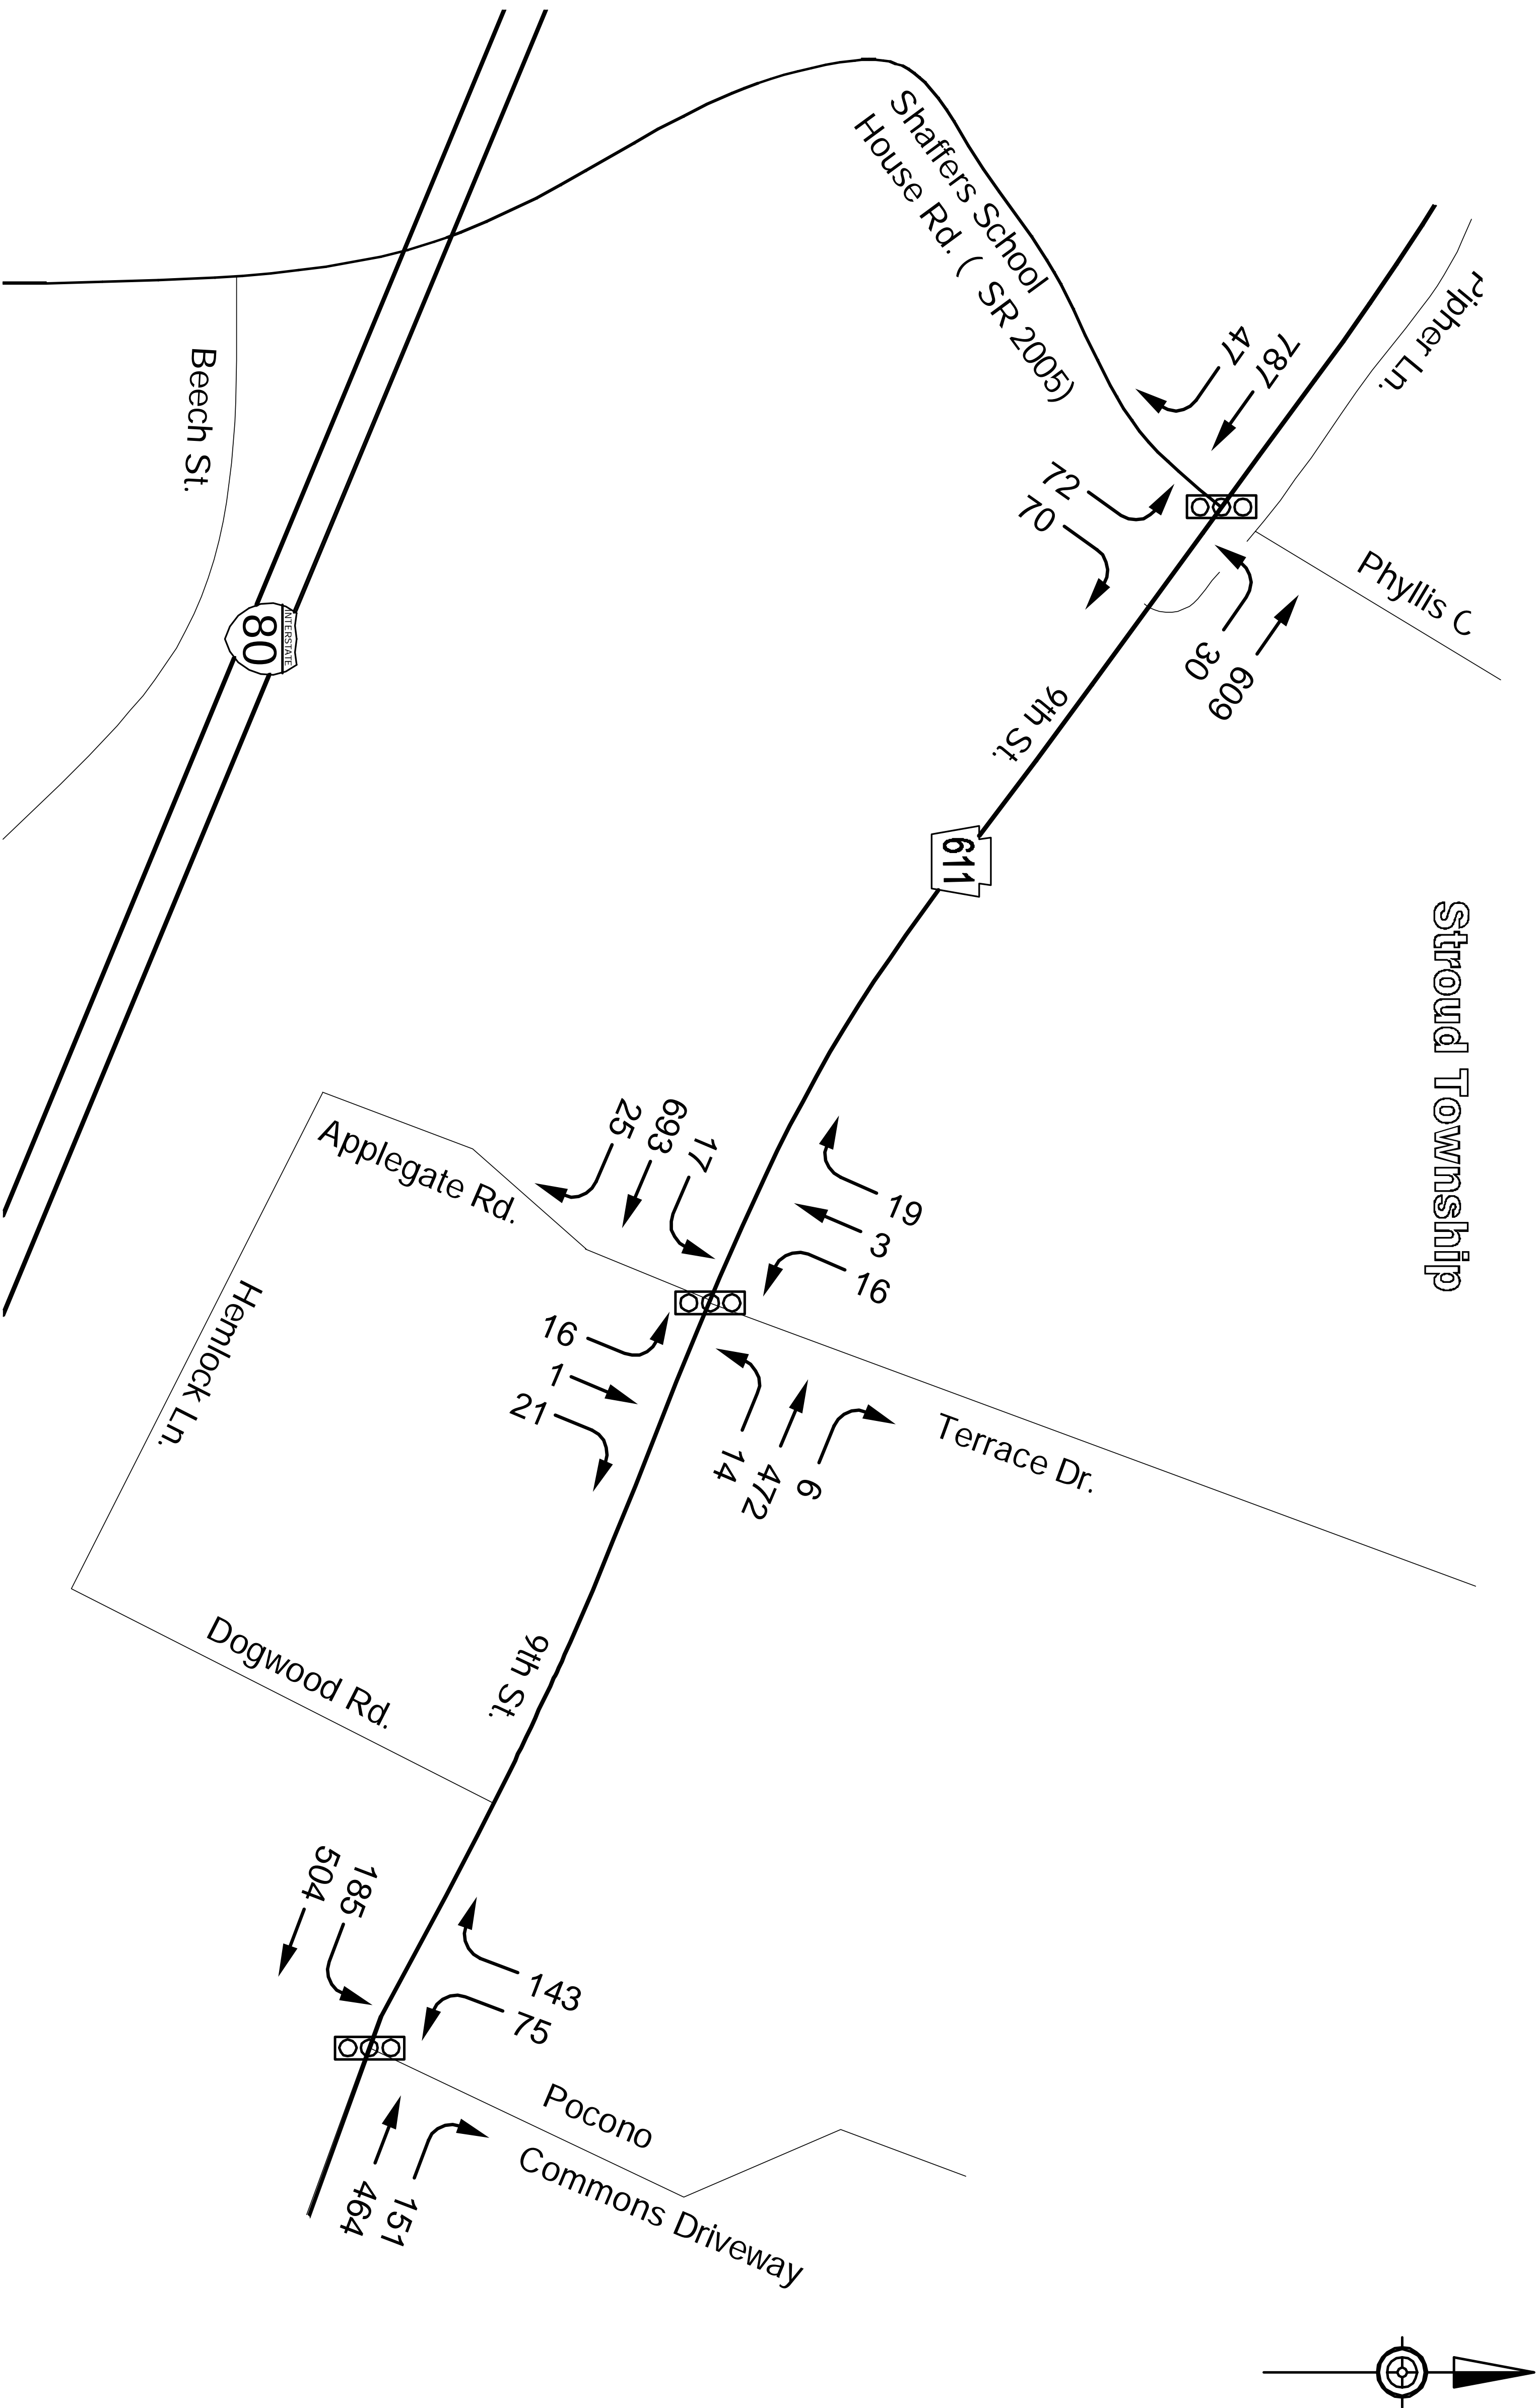 Shaffers School
House Rd. ( SR 2005)
Beech St.
47
787
72
70
Phyllis C
30
609
INTERSTATE
80
9th St.
611
Stroud Township
Applegate Rd.
25
693
17
19
3
16
16
1
21
14
472
6
Terrace Dr.
Hemlock Ln.
Dogwood Rd.
9th St.
504
185
143
75
464
151
Pocono
Commons Driveway
Ln.